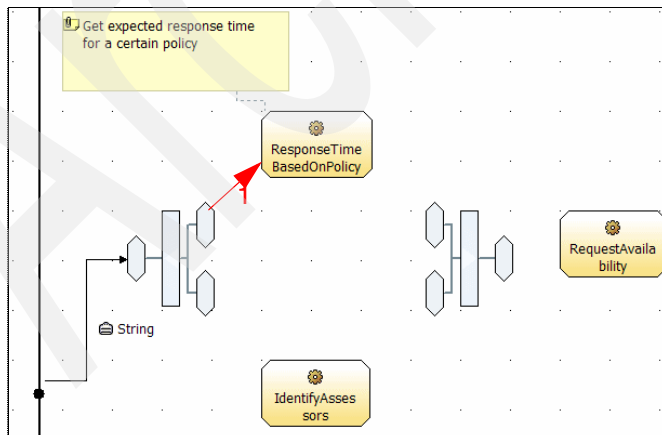 Get expected response time
for a certain policy
ResponseTime
BasedOnPolicy
1
RequestAvaila
bility
String
IdentifyAsses
sors